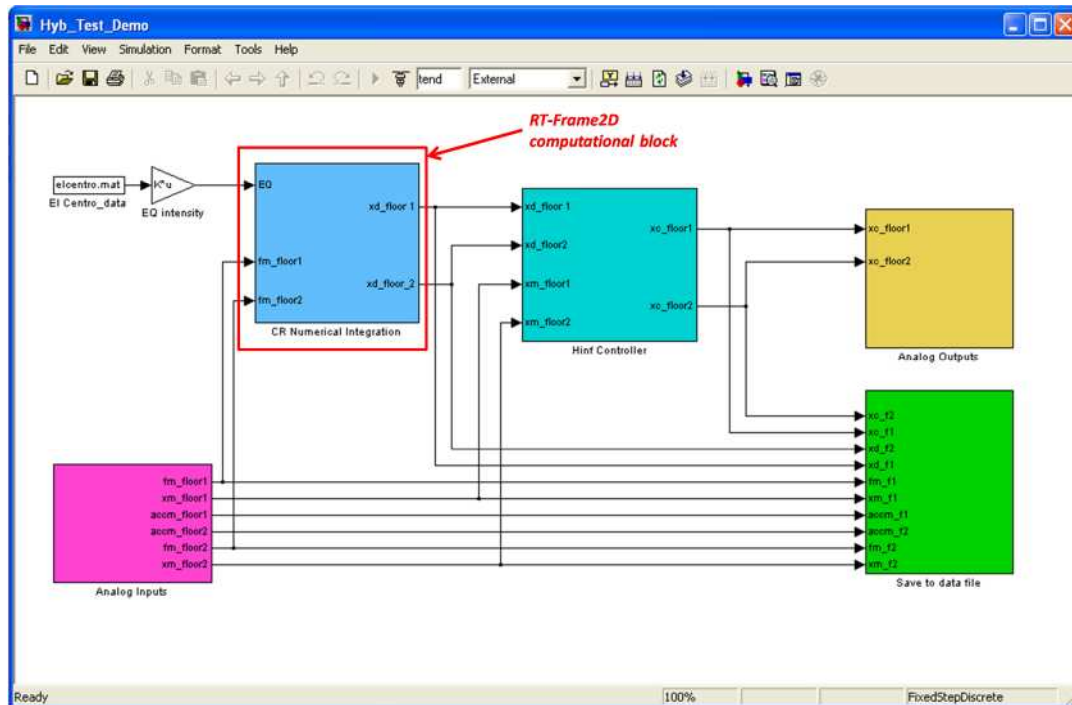 Hyb_Test_Demo
File Edit View Simulation Format Tools Help
tend External
RT-Frame2D
computational block
elcentro.mat
El Centro_data
K*u
EQ intensity
EQ
fm_floor1
fm_floor2
xd_floor 1
xd_floor_2
CR Numerical Integration
xd_floor 1
xd_floor2
xm_floor1
xm_floor2
xc_floor1
xc_floor2
Hinf Controller
xc_floor1
xc_floor2
Analog Outputs
fm_floor1
xm_floor1
accm_floor1
accm_floor2
fm_floor2
xm_floor2
Analog Inputs
xc_f2
xc_f1
xd_f2
xd_f1
fm_f1
xm_f1
accm_f1
accm_f2
fm_f2
xm_f2
Save to data file
Ready 100% FixedStepDiscrete